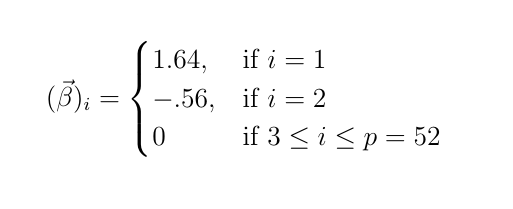 (β⃗)ᵢ = { 1.64, if i = 1
−.56, if i = 2
0 if 3 ≤ i ≤ p = 52